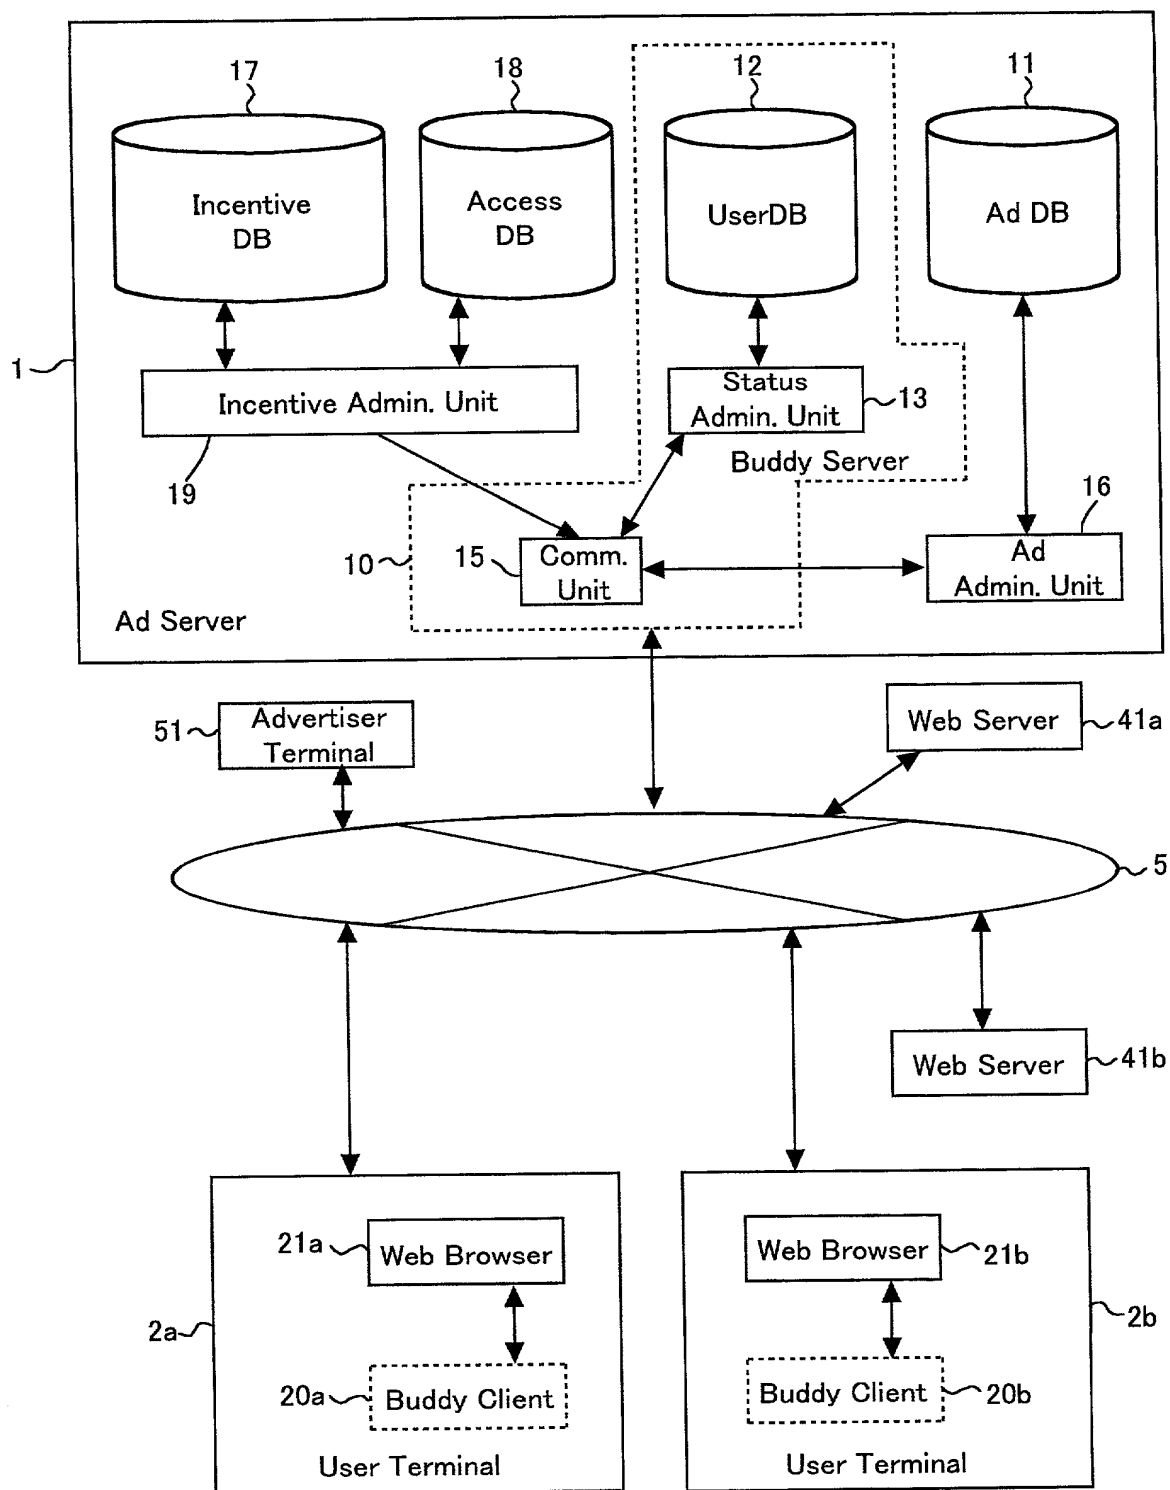 17
18
12
11
Incentive
DB
Access
DB
UserDB
Ad DB
1
Incentive Admin. Unit
Status
Admin. Unit
13
19
Buddy Server
16
10
15
Comm.
Unit
Ad
Admin. Unit
Ad Server
51
Advertiser
Terminal
Web Server
41a
5
Web Server
41b
21a
Web Browser
Web Browser
21b
2a
2b
20a
Buddy Client
Buddy Client
20b
User Terminal
User Terminal